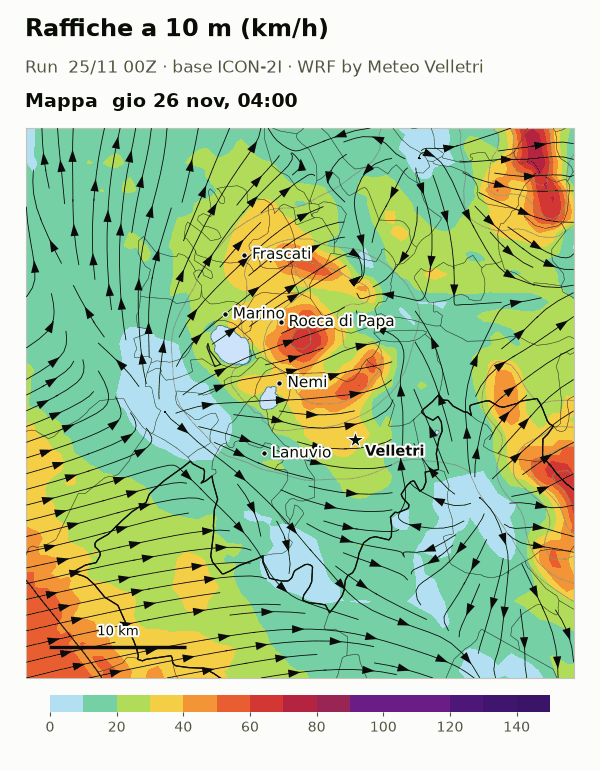 Raffiche a 10 m (km/h)
Run 25/11 00Z · base ICON-2I · WRF by Meteo Velletri
Mappa gio 26 nov, 04:00
Frascati
Marino
Rocca di Papa
Nemi
Velletri
Lanuvio
10 km
0 20 40 60 80 100 120 140